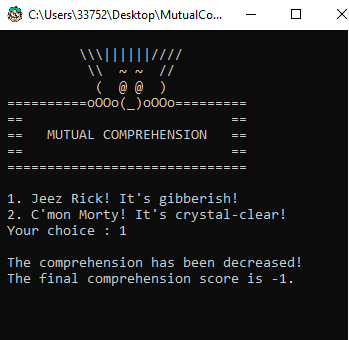 C:\Users\33752\Desktop\MutualCo...
\\\||||||////
\\  ~ ~  //
(  @ @  )
==========oOOo(_)oOOo=========
==                          ==
==   MUTUAL COMPREHENSION   ==
==                          ==
==============================
1. Jeez Rick! It's gibberish!
2. C'mon Morty! It's crystal-clear!
Your choice : 1
The comprehension has been decreased!
The final comprehension score is -1.